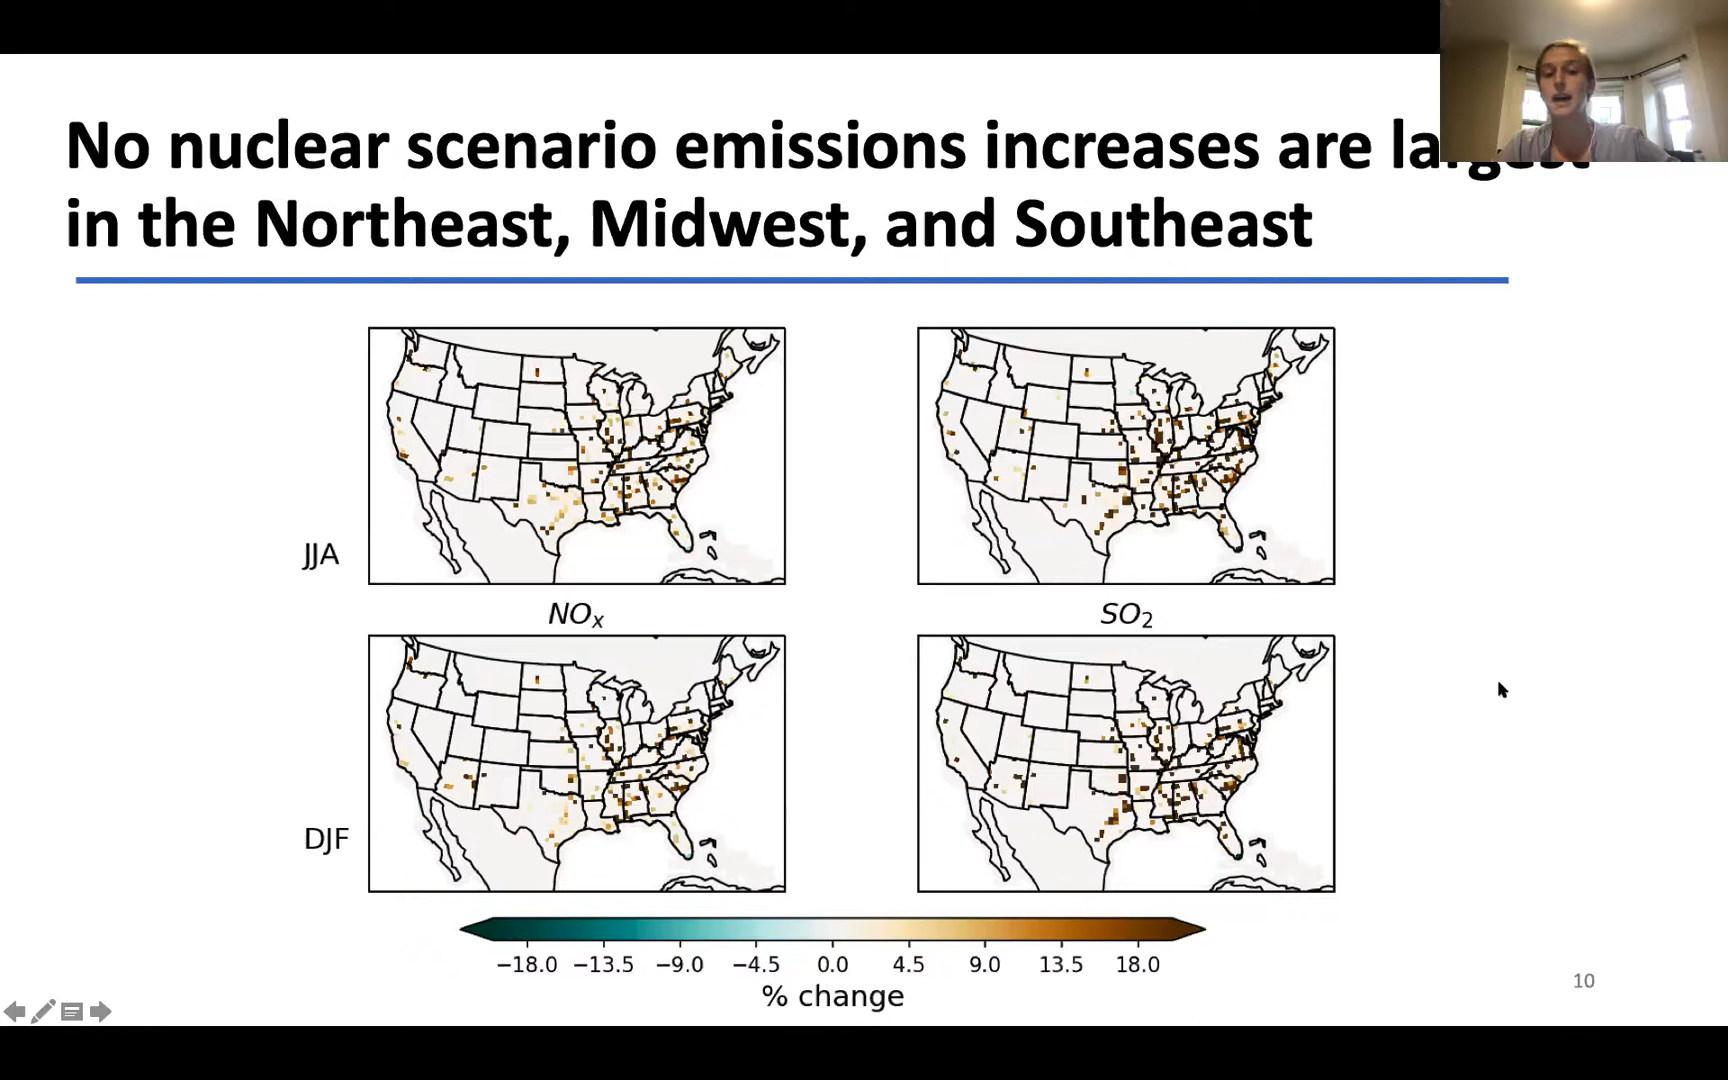 No nuclear scenario emissions increases are largest
in the Northeast, Midwest, and Southeast
JJA
NOx
SO2
DJF
−18.0 −13.5 −9.0 −4.5 0.0 4.5 9.0 13.5 18.0
% change
10